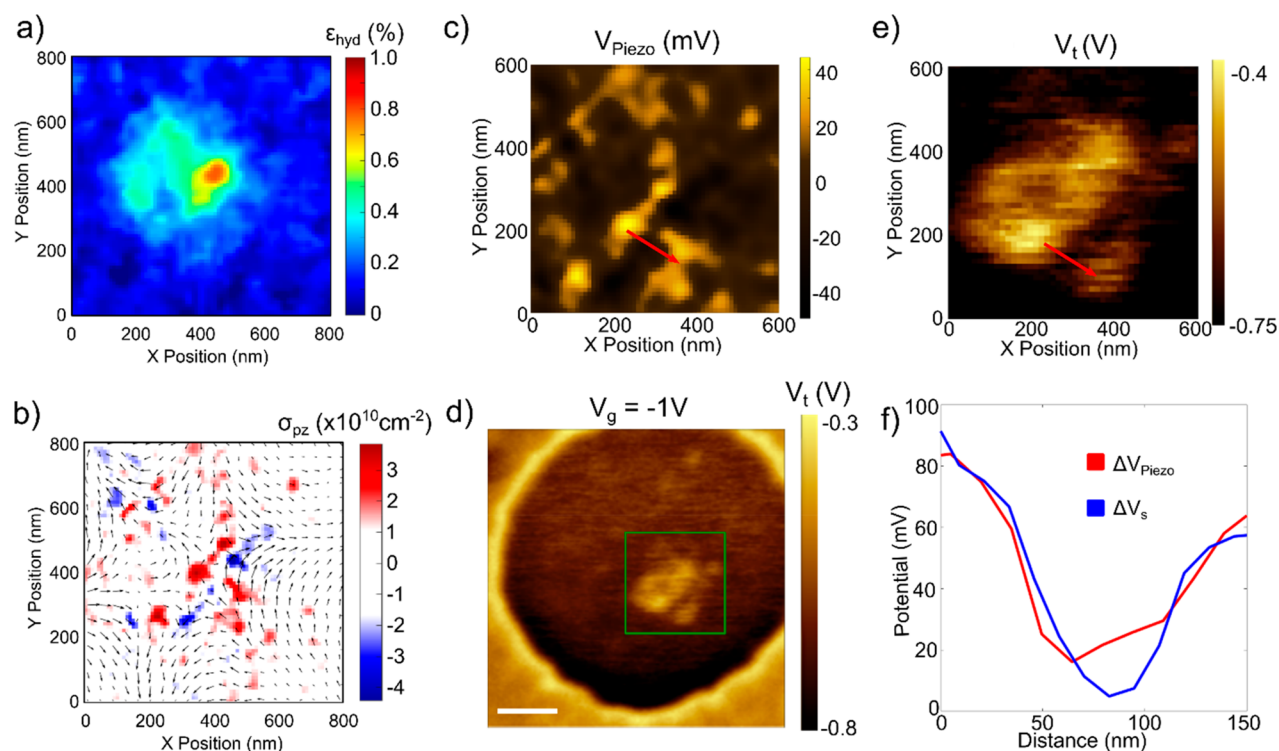 a)
ε_hyd (%)
800
600
400
200
0
0 200 400 600 800
X Position (nm)
Y Position (nm)
1.0
0.8
0.6
0.4
0.2
0
b)
σ_pz (x10^10 cm^-2)
800
600
400
200
0
0 200 400 600 800
X Position (nm)
Y Position (nm)
3
2
1
0
-1
-2
-3
-4
c)
V_Piezo (mV)
600
400
200
0
0 200 400 600
X Position (nm)
Y Position (nm)
40
20
0
-20
-40
d)
V_g = -1V
V_t (V)
-0.3
-0.8
e)
V_t (V)
600
500
400
300
200
100
0
0 200 400 600
X Position (nm)
Y Position (nm)
-0.4
-0.75
f)
100
80
60
40
20
0
0 50 100 150
Distance (nm)
Potential (mV)
ΔV_Piezo
ΔV_s